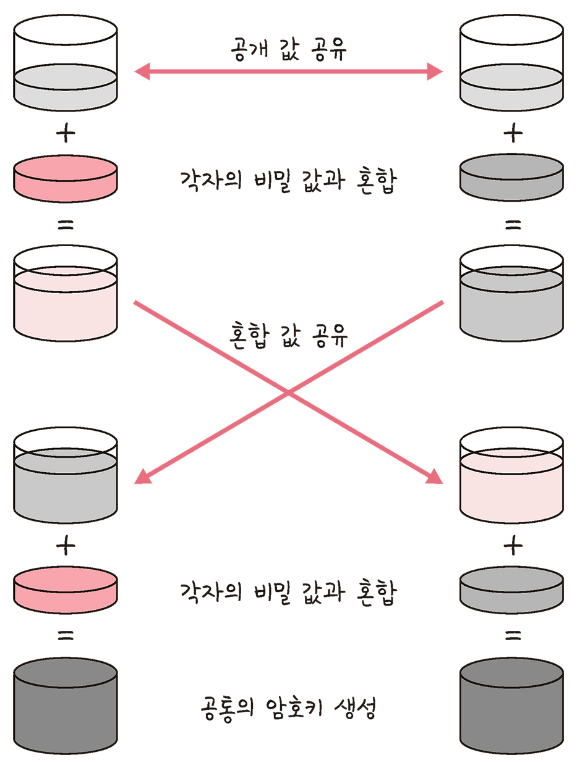 공개 값 공유
+ +
각자의 비밀 값과 혼합
= =
혼합 값 공유
+ +
각자의 비밀 값과 혼합
= =
공통의 암호키 생성